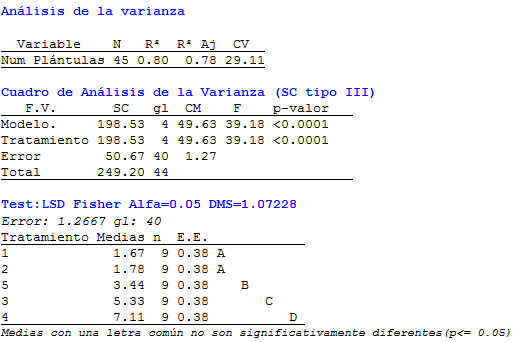 Análisis de la varianza
Variable N R² R² Aj CV
Num Plántulas 45 0.80 0.78 29.11
Cuadro de Análisis de la Varianza (SC tipo III)
F.V. SC gl CM F p-valor
Modelo. 198.53 4 49.63 39.18 <0.0001
Tratamiento 198.53 4 49.63 39.18 <0.0001
Error 50.67 40 1.27
Total 249.20 44
Test:LSD Fisher Alfa=0.05 DMS=1.07228
Error: 1.2667 gl: 40
Tratamiento Medias n E.E.
1 1.67 9 0.38 A
2 1.78 9 0.38 A
5 3.44 9 0.38 B
3 5.33 9 0.38 C
4 7.11 9 0.38 D
Medias con una letra común no son significativamente diferentes(p<= 0.05)